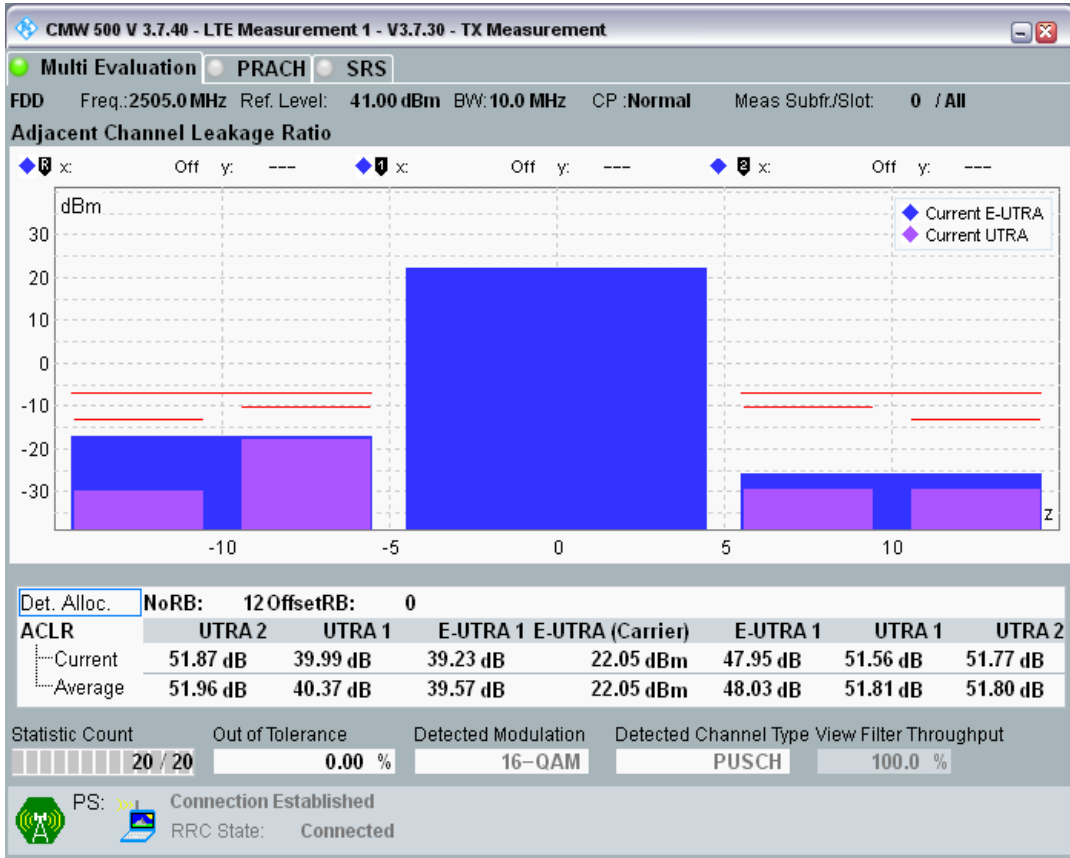 CMW 500 V 3.7.40 - LTE Measurement 1 - V3.7.30 - TX Measurement
Multi Evaluation PRACH SRS
FDD Freq.:2505.0 MHz Ref. Level: 41.00 dBm BW: 10.0 MHz CP :Normal Meas Subfr./Slot: 0 / All
Adjacent Channel Leakage Ratio
R x: Off y: --- 1 x: Off y: --- 2 x: Off y: ---
dBm
Current E-UTRA
Current UTRA
30
20
10
0
-10
-20
-30
z
-10 -5 0 5 10
Det. Alloc. NoRB: 12 OffsetRB: 0
ACLR UTRA 2 UTRA 1 E-UTRA 1 E-UTRA (Carrier) E-UTRA 1 UTRA 1 UTRA 2
Current 51.87 dB 39.99 dB 39.23 dB 22.05 dBm 47.95 dB 51.56 dB 51.77 dB
Average 51.96 dB 40.37 dB 39.57 dB 22.05 dBm 48.03 dB 51.81 dB 51.80 dB
Statistic Count Out of Tolerance Detected Modulation Detected Channel Type View Filter Throughput
20 / 20 0.00 % 16-QAM PUSCH 100.0 %
PS: Connection Established
RRC State: Connected